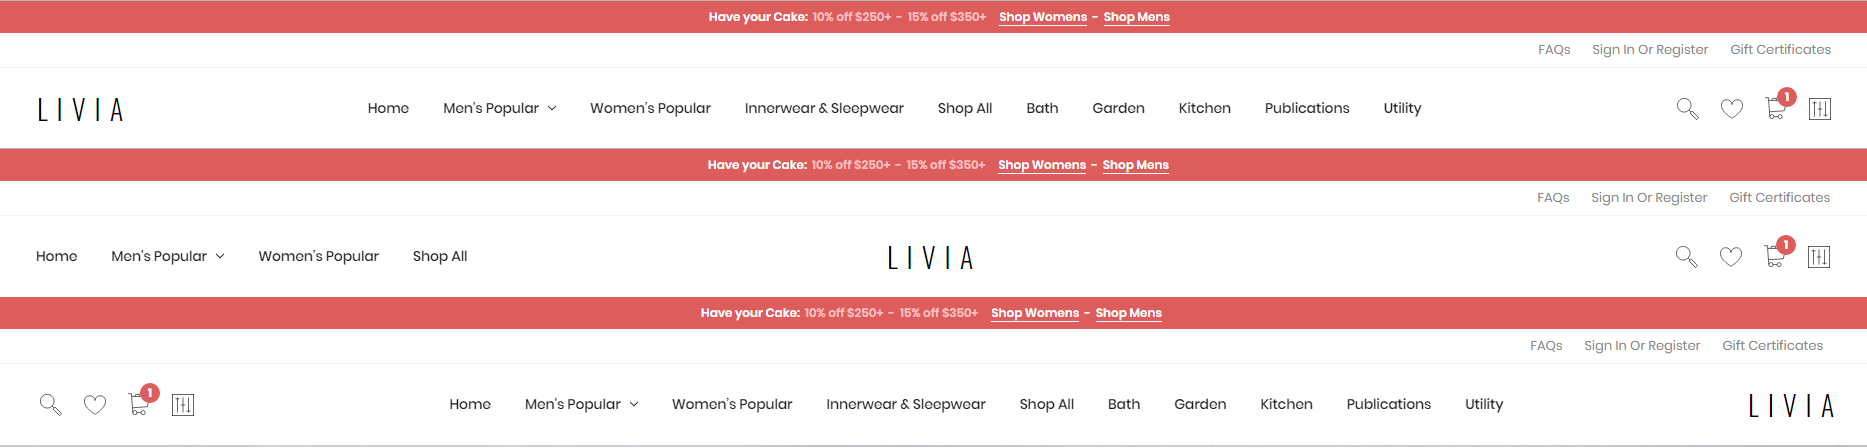 Have your Cake: 10% off $250+ - 15% off $350+ Shop Womens - Shop Mens
FAQs Sign In Or Register Gift Certificates
LIVIA Home Men's Popular Women's Popular Innerwear & Sleepwear Shop All Bath Garden Kitchen Publications Utility 1
Have your Cake: 10% off $250+ - 15% off $350+ Shop Womens - Shop Mens
FAQs Sign In Or Register Gift Certificates
Home Men's Popular Women's Popular Shop All LIVIA 1
Have your Cake: 10% off $250+ - 15% off $350+ Shop Womens - Shop Mens
FAQs Sign In Or Register Gift Certificates
1 Home Men's Popular Women's Popular Innerwear & Sleepwear Shop All Bath Garden Kitchen Publications Utility LIVIA